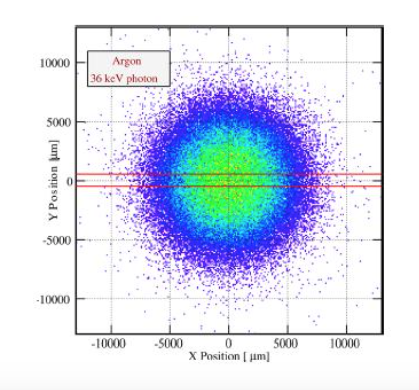 Argon
36 keV photon
10000
5000
0
-5000
-10000
Y Position [μm]
-10000 -5000 0 5000 10000
X Position [ μm]